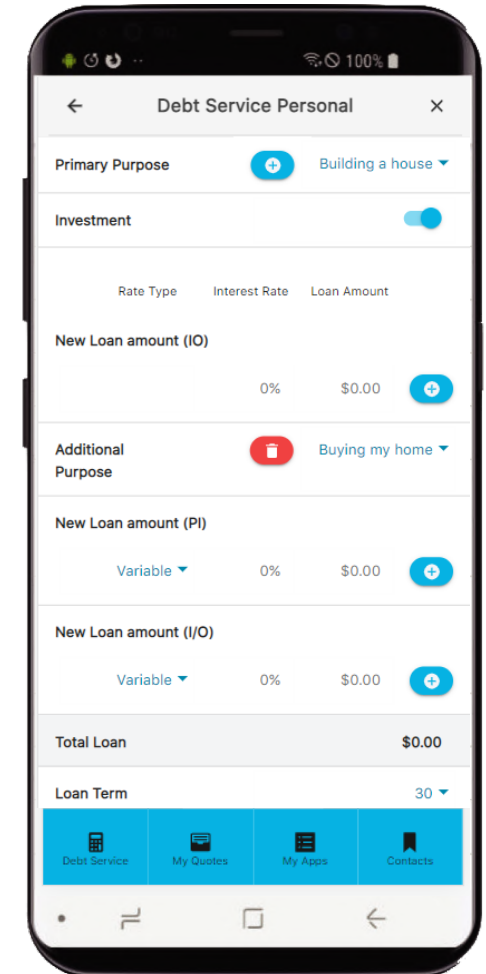 100%
Debt Service Personal
Primary Purpose Building a house
Investment
Rate Type Interest Rate Loan Amount
New Loan amount (IO)
0% $0.00
Additional
Purpose
Buying my home
New Loan amount (PI)
Variable 0% $0.00
New Loan amount (I/O)
Variable 0% $0.00
Total Loan $0.00
Loan Term 30
Debt Service My Quotes My Apps Contacts